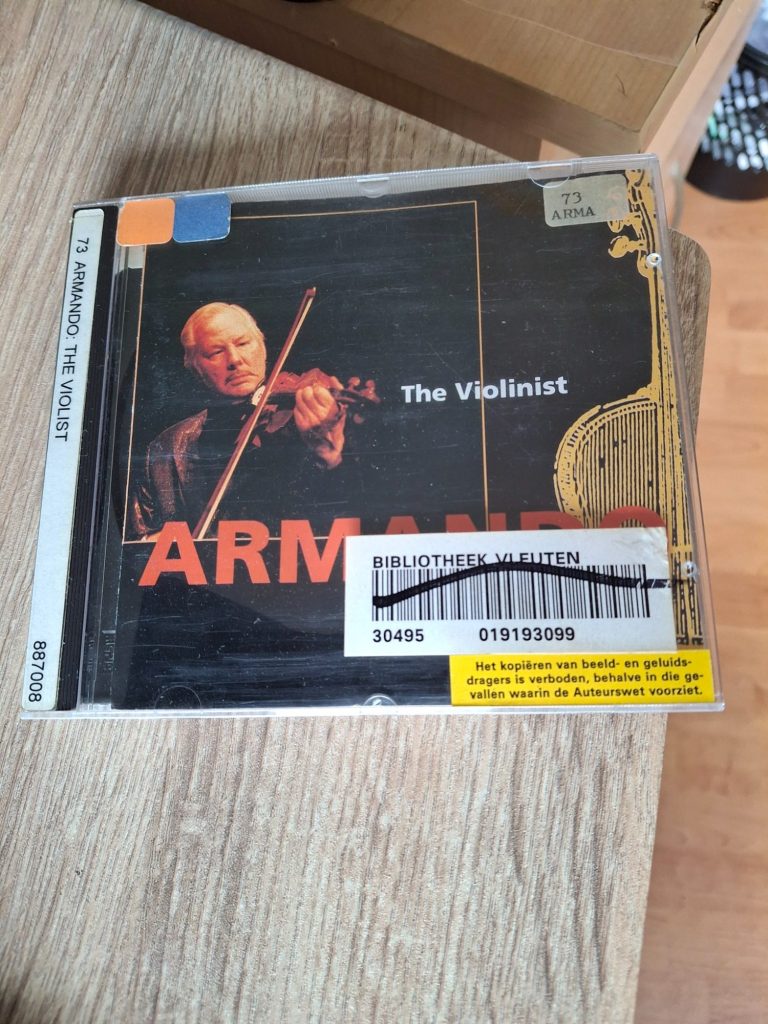 73 ARMANDO: THE VIOLIST
887008
73
ARMA
The Violinist
ARMANDO
BIBLIOTHEEK VLEUTEN
30495 019193099
Het kopiëren van beeld- en geluids-
dragers is verboden, behalve in die ge-
vallen waarin de Auteurswet voorziet.